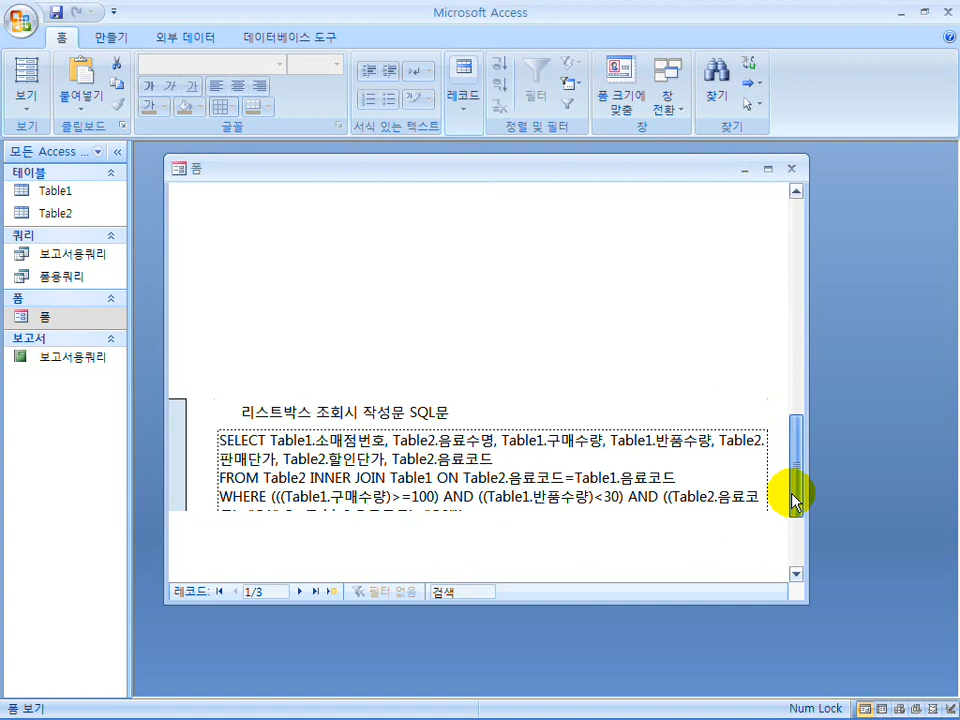 Microsoft Access
홈 만들기 외부 데이터 데이터베이스 도구
보기 붙여넣기 가 가 가 레코드 필터 폼 크기에 맞춤 창 전환 찾기
보기 클립보드 글꼴 서식 있는 텍스트 정렬 및 필터 창 찾기
모든 Access ...
테이블
Table1
Table2
쿼리
보고서용쿼리
폼용쿼리
폼
폼
보고서
보고서용쿼리
폼
리스트박스 조회시 작성문 SQL문
SELECT Table1.소매점번호, Table2.음료수명, Table1.구매수량, Table1.반품수량, Table2.
판매단가, Table2.할인단가, Table2.음료코드
FROM Table2 INNER JOIN Table1 ON Table2.음료코드=Table1.음료코드
WHERE (((Table1.구매수량)>=100) AND ((Table1.반품수량)<30) AND ((Table2.음료코
레코드: 1/3 필터 없음 검색
폼 보기 Num Lock